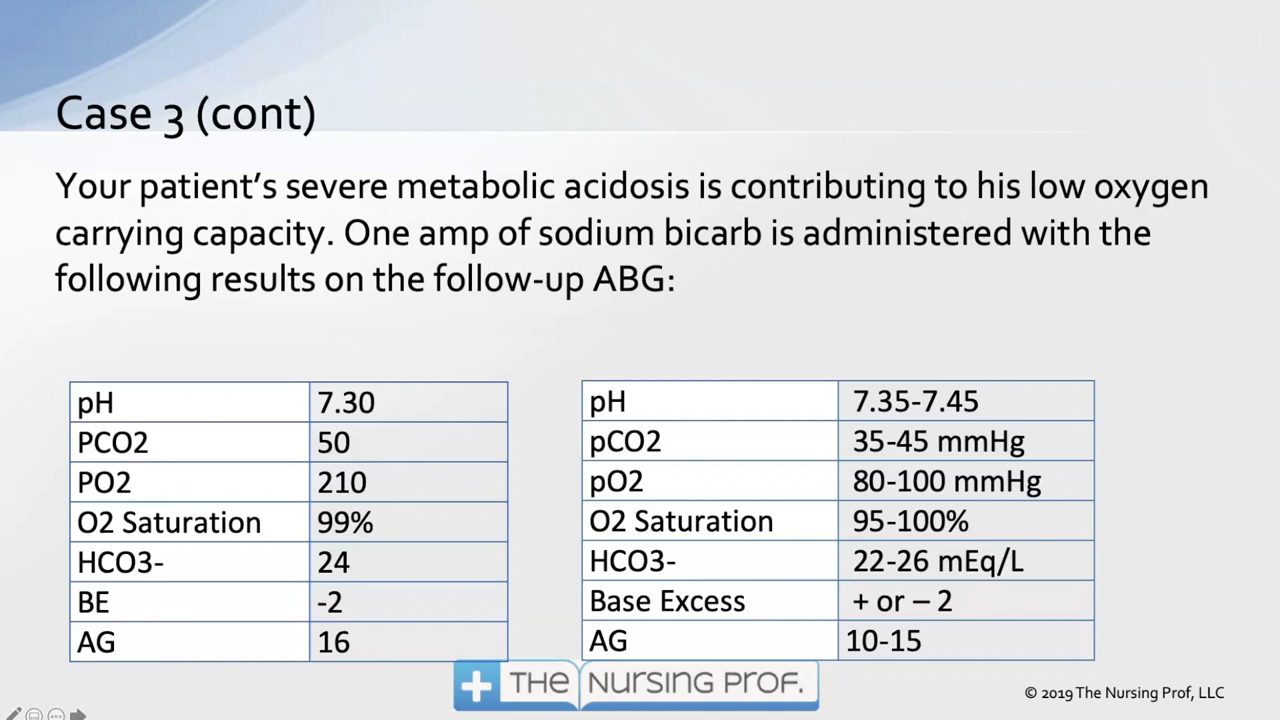 Case 3 (cont)
Your patient's severe metabolic acidosis is contributing to his low oxygen
carrying capacity. One amp of sodium bicarb is administered with the
following results on the follow-up ABG:
pH 7.30
PCO2 50
PO2 210
O2 Saturation 99%
HCO3- 24
BE -2
AG 16
pH 7.35-7.45
pCO2 35-45 mmHg
pO2 80-100 mmHg
O2 Saturation 95-100%
HCO3- 22-26 mEq/L
Base Excess + or – 2
AG 10-15
THE NURSING PROF.
© 2019 The Nursing Prof, LLC